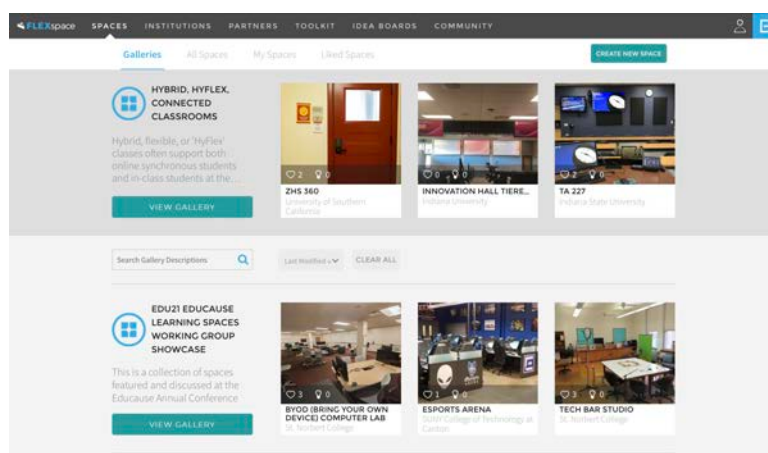 FLEXspace SPACES INSTITUTIONS PARTNERS TOOLKIT IDEA BOARDS COMMUNITY
Galleries All Spaces My Spaces Liked Spaces CREATE NEW SPACE
HYBRID, HYFLEX,
CONNECTED
CLASSROOMS
Hybrid, flexible, or 'HyFlex'
classes often support both
online synchronous students
and in-class students at the...
VIEW GALLERY
2 0
ZHS 360
University of Southern
California
0 0
INNOVATION HALL TIERE...
Indiana University
2 0
TA 227
Indiana State University
Search Gallery Descriptions
Last Modified
CLEAR ALL
EDU21 EDUCAUSE
LEARNING SPACES
WORKING GROUP
SHOWCASE
This is a collection of spaces
featured and discussed at the
Educause Annual Conference
VIEW GALLERY
3 0
BYOD (BRING YOUR OWN
DEVICE) COMPUTER LAB
St. Norbert College
1 0
ESPORTS ARENA
SUNY College of Technology at
Canton
3 0
TECH BAR STUDIO
St. Norbert College